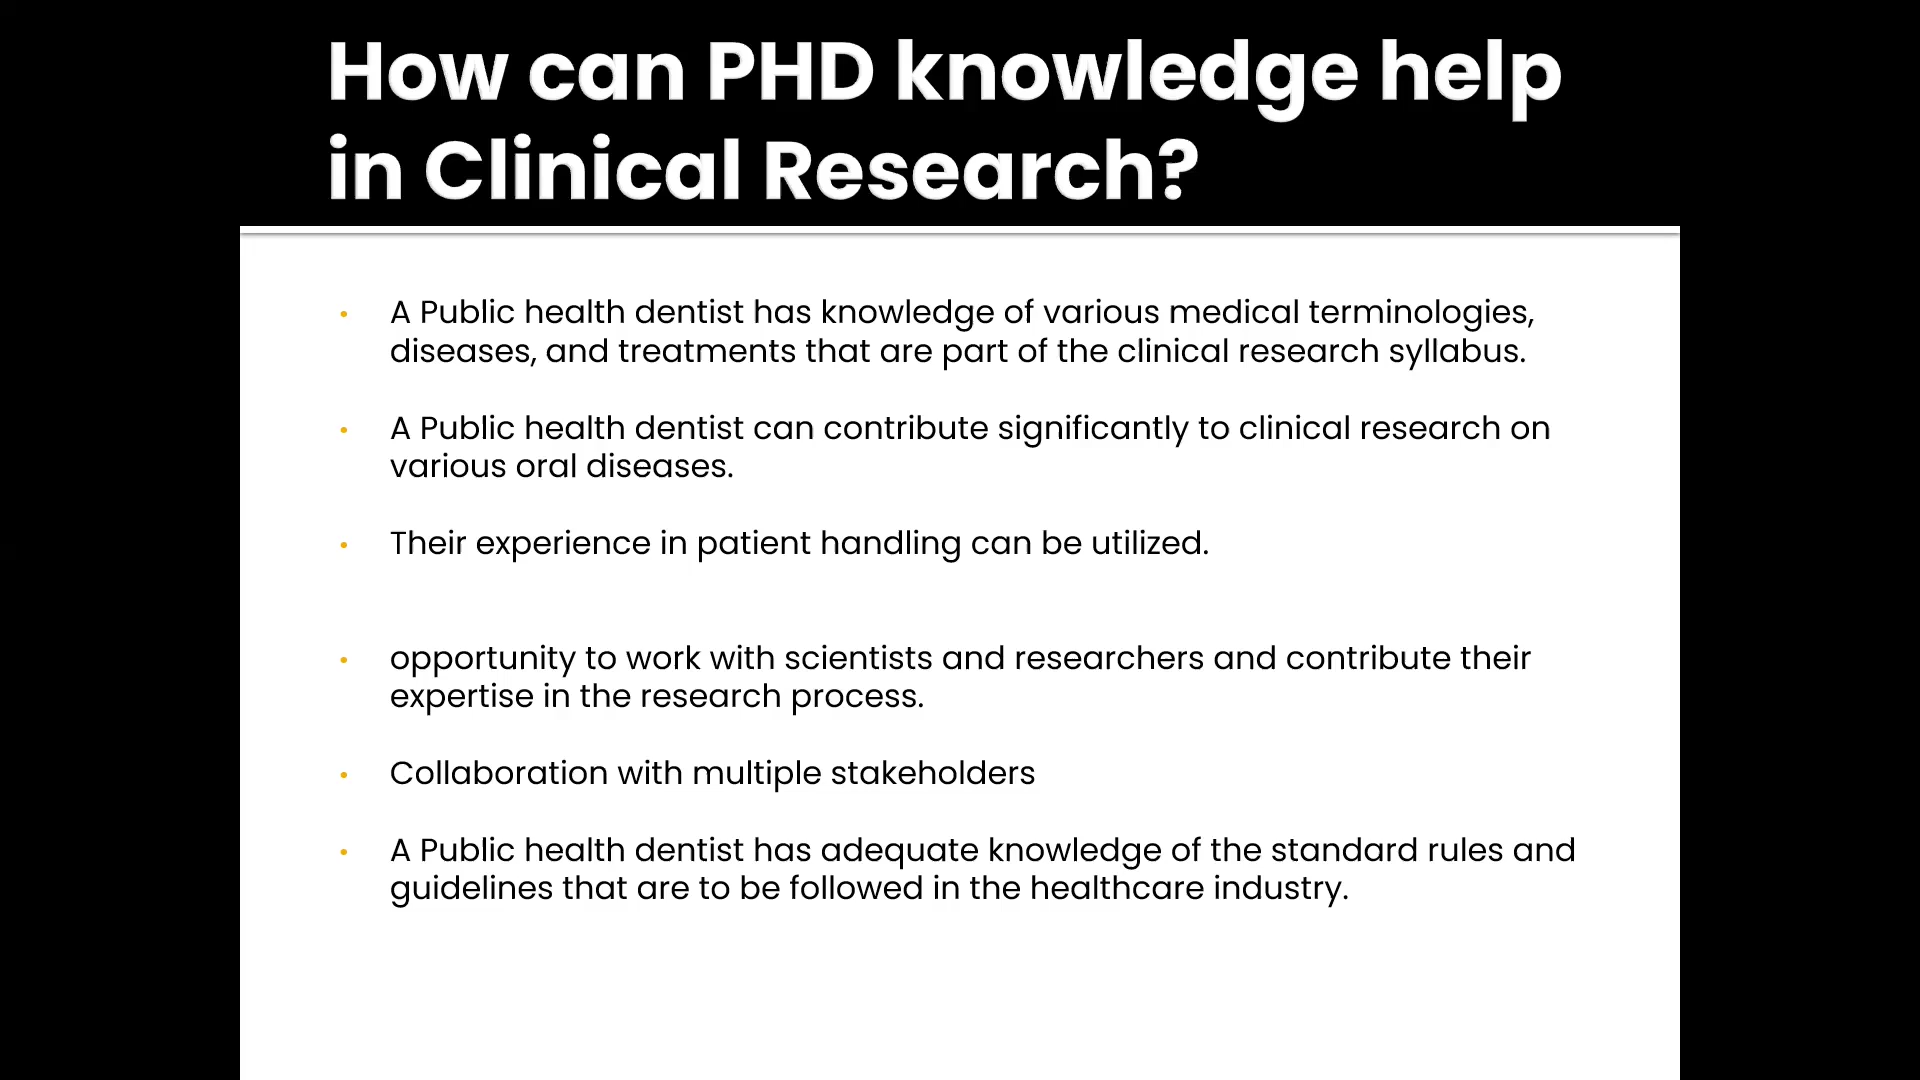 How can PHD knowledge help
in Clinical Research?
• A Public health dentist has knowledge of various medical terminologies,
diseases, and treatments that are part of the clinical research syllabus.
• A Public health dentist can contribute significantly to clinical research on
various oral diseases.
• Their experience in patient handling can be utilized.
• opportunity to work with scientists and researchers and contribute their
expertise in the research process.
• Collaboration with multiple stakeholders
• A Public health dentist has adequate knowledge of the standard rules and
guidelines that are to be followed in the healthcare industry.